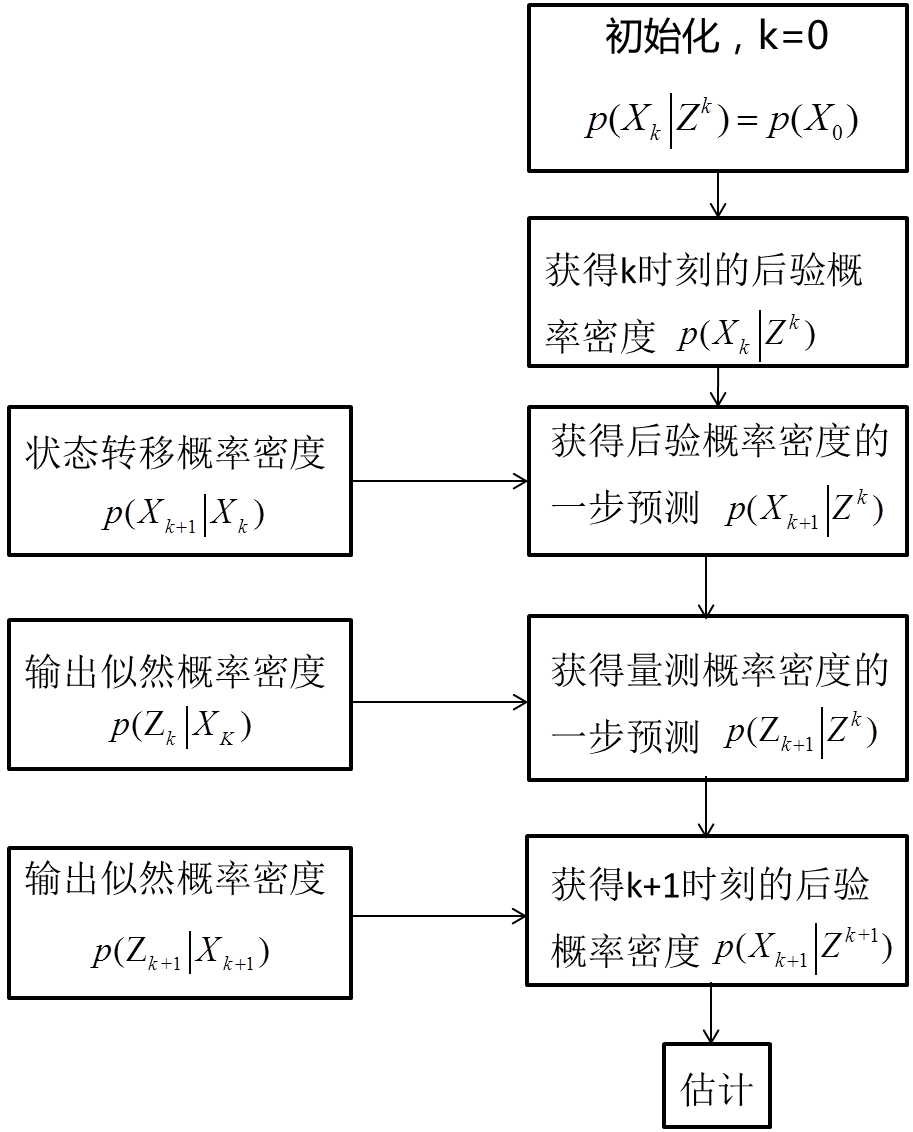 初始化，k=0
p(X_k|Z^k)=p(X_0)
获得k时刻的后验概
率密度 p(X_k|Z^k)
状态转移概率密度
p(X_{k+1}|X_k)
获得后验概率密度的
一步预测 p(X_{k+1}|Z^k)
输出似然概率密度
p(Z_k|X_K)
获得量测概率密度的
一步预测 p(Z_{k+1}|Z^k)
输出似然概率密度
p(Z_{k+1}|X_{k+1})
获得k+1时刻的后验
概率密度 p(X_{k+1}|Z^{k+1})
估计